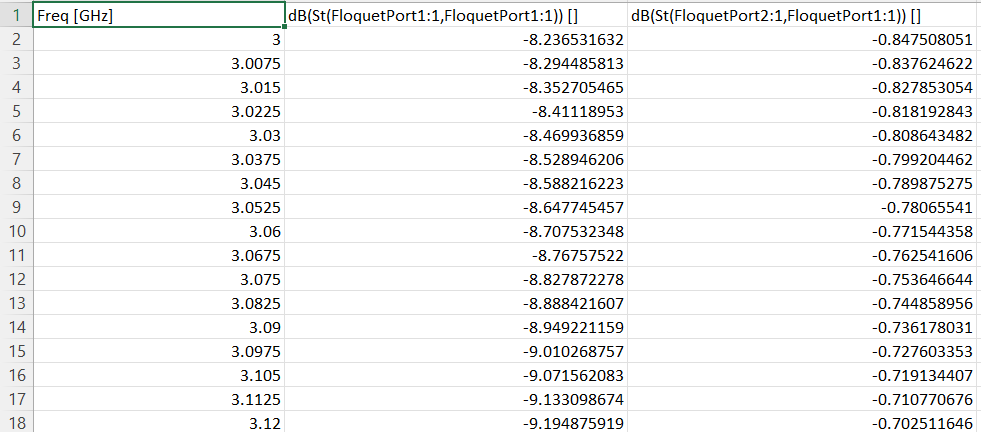 1 Freq [GHz] dB(St(FloquetPort1:1,FloquetPort1:1)) [] dB(St(FloquetPort2:1,FloquetPort1:1)) []
2 3 -8.236531632 -0.847508051
3 3.0075 -8.294485813 -0.837624622
4 3.015 -8.352705465 -0.827853054
5 3.0225 -8.41118953 -0.818192843
6 3.03 -8.469936859 -0.808643482
7 3.0375 -8.528946206 -0.799204462
8 3.045 -8.588216223 -0.789875275
9 3.0525 -8.647745457 -0.78065541
10 3.06 -8.707532348 -0.771544358
11 3.0675 -8.76757522 -0.762541606
12 3.075 -8.827872278 -0.753646644
13 3.0825 -8.888421607 -0.744858956
14 3.09 -8.949221159 -0.736178031
15 3.0975 -9.010268757 -0.727603353
16 3.105 -9.071562083 -0.719134407
17 3.1125 -9.133098674 -0.710770676
18 3.12 -9.194875919 -0.702511646